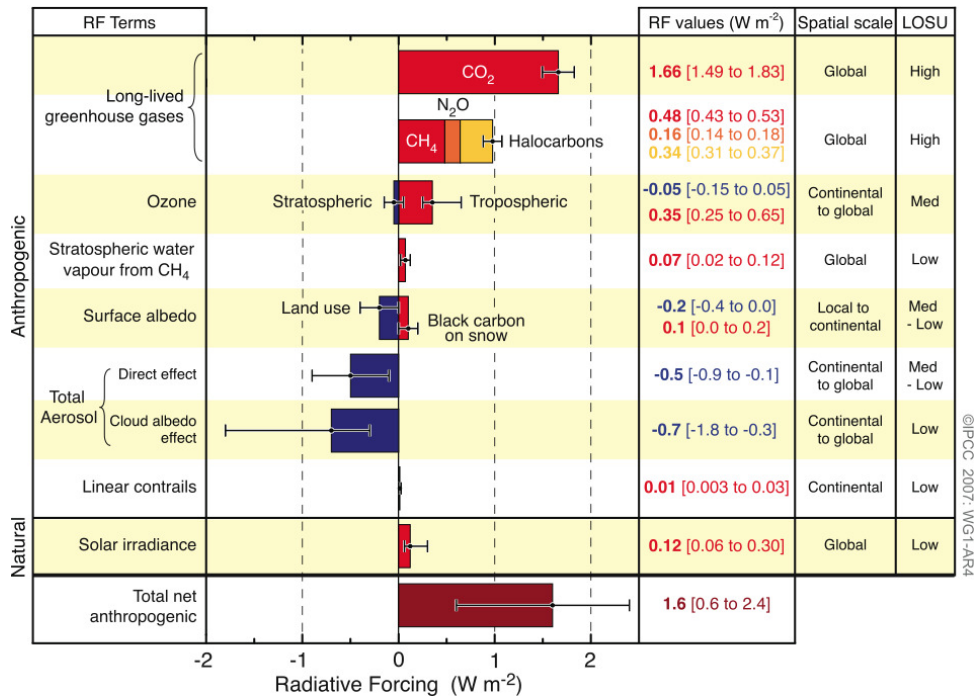 RF Terms
RF values (W m-2)
Spatial scale
LOSU
Anthropogenic
Long-lived
greenhouse gases
CO2
1.66 [1.49 to 1.83]
Global
High
N2O
CH4
Halocarbons
0.48 [0.43 to 0.53]
0.16 [0.14 to 0.18]
0.34 [0.31 to 0.37]
Global
High
Ozone
Stratospheric
Tropospheric
-0.05 [-0.15 to 0.05]
0.35 [0.25 to 0.65]
Continental
to global
Med
Stratospheric water
vapour from CH4
0.07 [0.02 to 0.12]
Global
Low
Surface albedo
Land use
Black carbon
on snow
-0.2 [-0.4 to 0.0]
0.1 [0.0 to 0.2]
Local to
continental
Med
- Low
Total
Aerosol
Direct effect
-0.5 [-0.9 to -0.1]
Continental
to global
Med
- Low
Cloud albedo
effect
-0.7 [-1.8 to -0.3]
Continental
to global
Low
Linear contrails
0.01 [0.003 to 0.03]
Continental
Low
Natural
Solar irradiance
0.12 [0.06 to 0.30]
Global
Low
Total net
anthropogenic
1.6 [0.6 to 2.4]
-2 -1 0 1 2
Radiative Forcing (W m-2)
©IPCC 2007: WG1-AR4